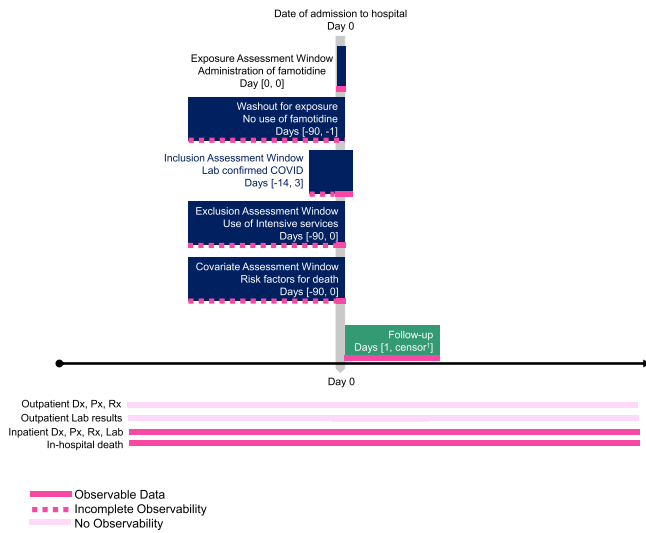 Date of admission to hospital
Day 0
Exposure Assessment Window
Administration of famotidine
Day [0, 0]
Washout for exposure
No use of famotidine
Days [-90, -1]
Inclusion Assessment Window
Lab confirmed COVID
Days [-14, 3]
Exclusion Assessment Window
Use of Intensive services
Days [-90, 0]
Covariate Assessment Window
Risk factors for death
Days [-90, 0]
Follow-up
Days [1, censor¹]
Day 0
Outpatient Dx, Px, Rx
Outpatient Lab results
Inpatient Dx, Px, Rx, Lab
In-hospital death
Observable Data
Incomplete Observability
No Observability